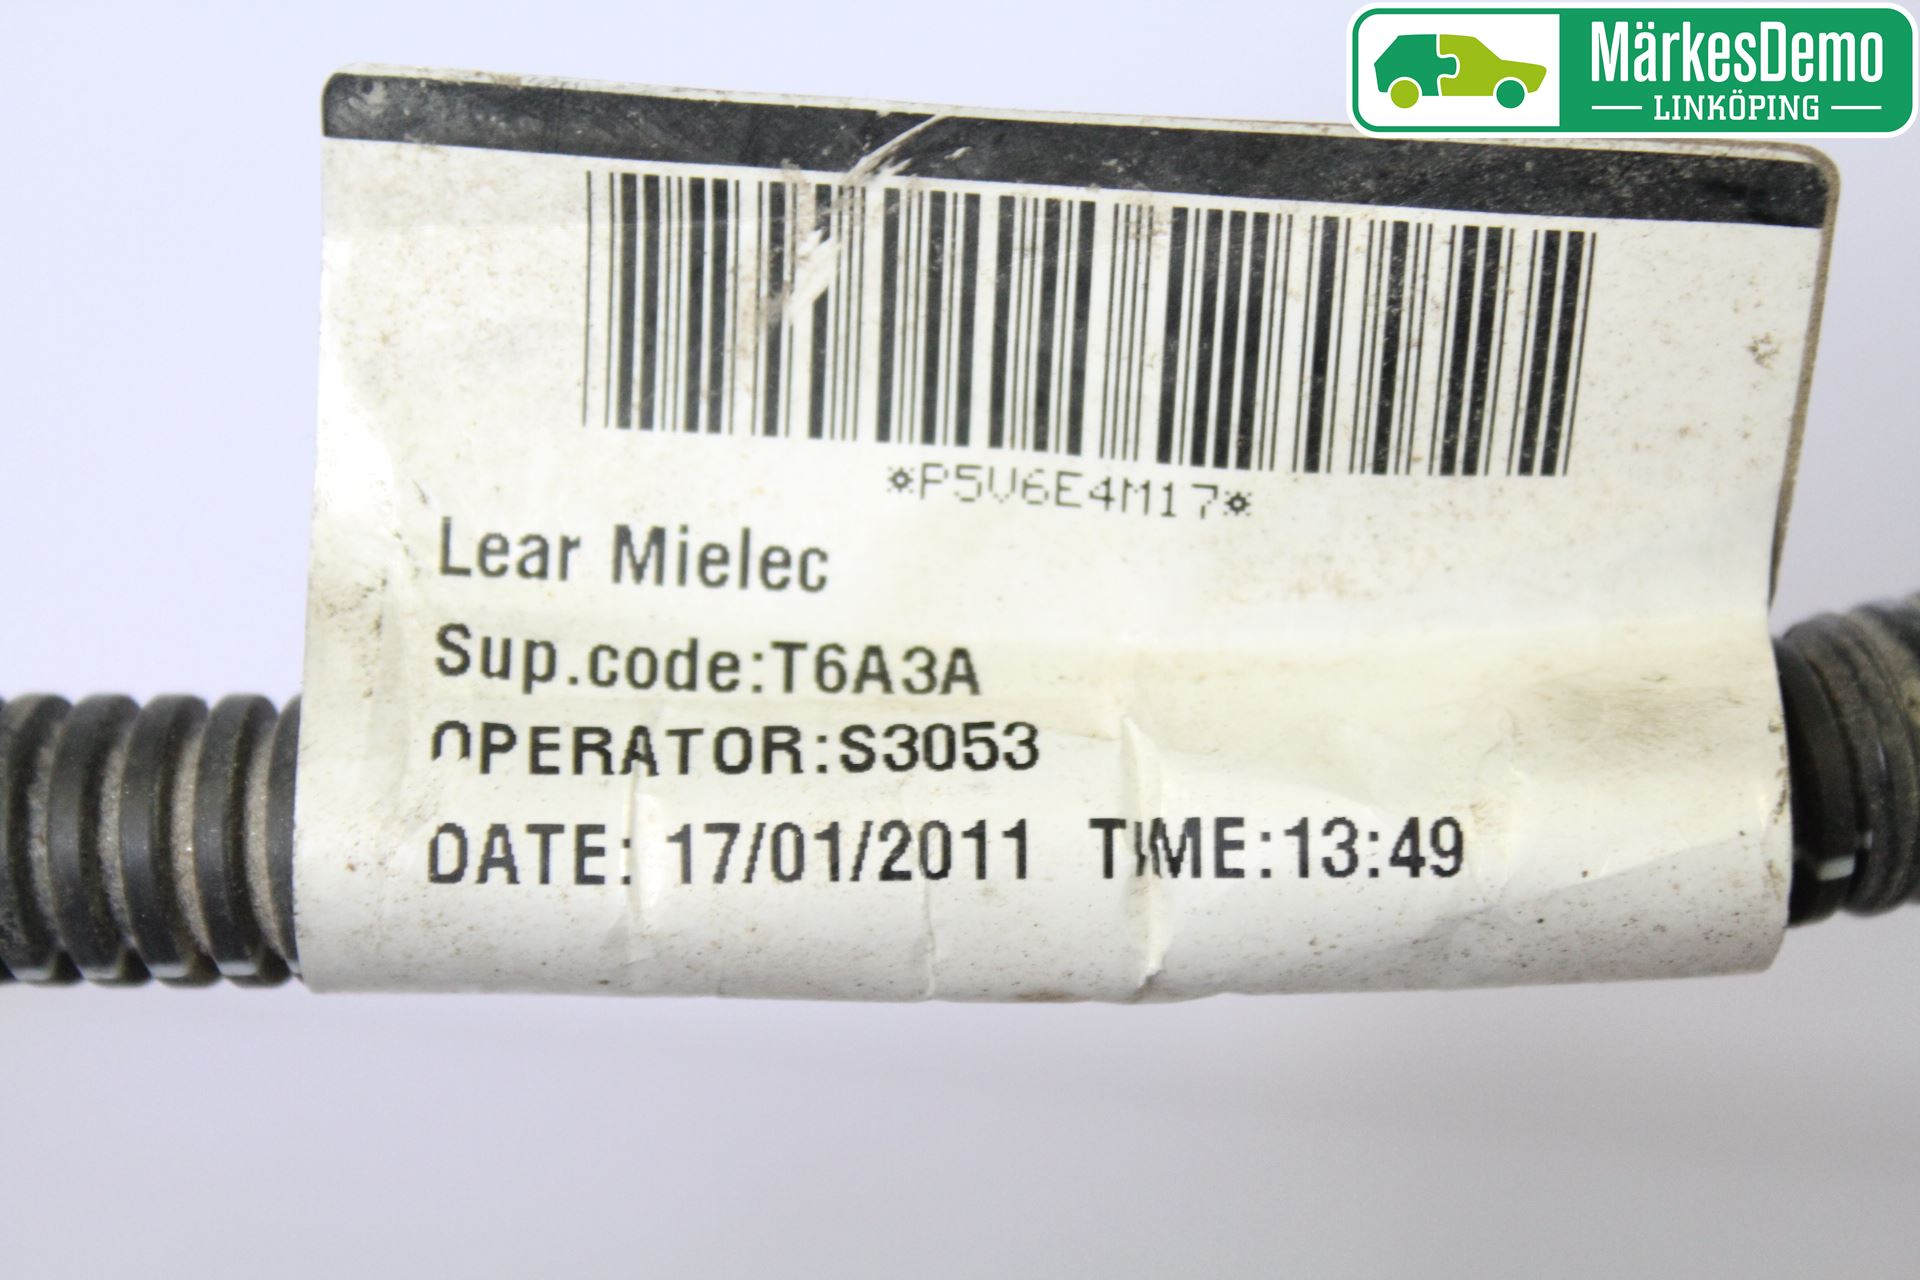 MärkesDemo
LINKÖPING
*P5V6E4M17*
Lear Mielec
Sup.code:T6A3A
OPERATOR:S3053
DATE: 17/01/2011 TIME:13:49